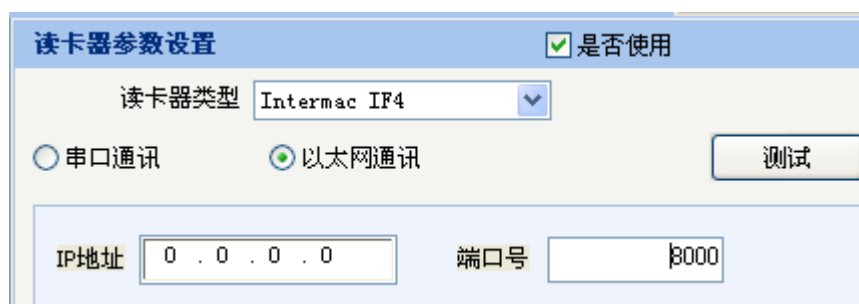 读卡器参数设置 是否使用
读卡器类型 Intermac IF4
串口通讯 以太网通讯 测试
IP地址 0 . 0 . 0 . 0 端口号 8000